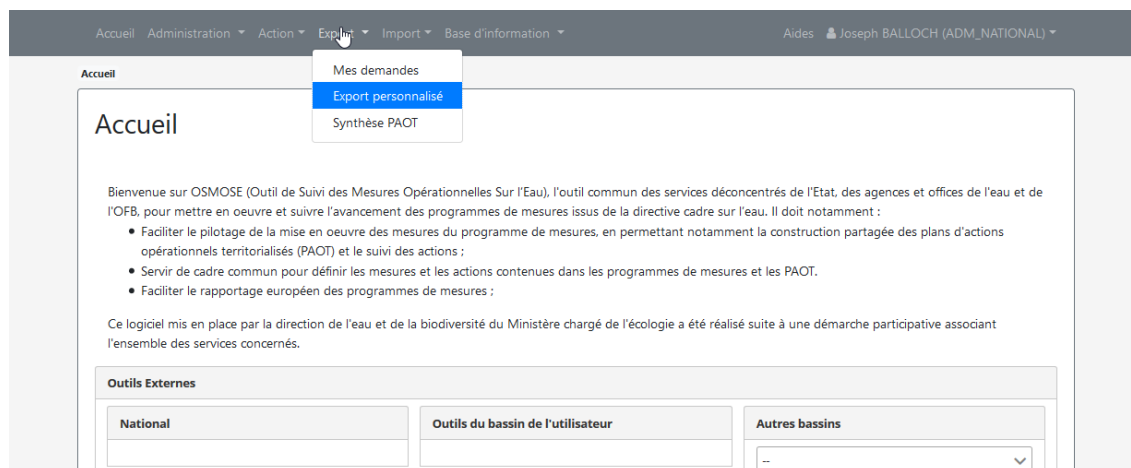 Accueil Administration Action Export Import Base d'information Aides Joseph BALLOCH (ADM_NATIONAL)
Mes demandes
Export personnalisé
Synthèse PAOT
Accueil
Accueil
Bienvenue sur OSMOSE (Outil de Suivi des Mesures Opérationnelles Sur l'Eau), l'outil commun des services déconcentrés de l'Etat, des agences et offices de l'eau et de
l'OFB, pour mettre en oeuvre et suivre l'avancement des programmes de mesures issus de la directive cadre sur l'eau. Il doit notamment :
• Faciliter le pilotage de la mise en oeuvre des mesures du programme de mesures, en permettant notamment la construction partagée des plans d'actions
opérationnels territorialisés (PAOT) et le suivi des actions ;
• Servir de cadre commun pour définir les mesures et les actions contenues dans les programmes de mesures et les PAOT.
• Faciliter le rapportage européen des programmes de mesures ;
Ce logiciel mis en place par la direction de l'eau et de la biodiversité du Ministère chargé de l'écologie a été réalisé suite à une démarche participative associant
l'ensemble des services concernés.
Outils Externes
National
Outils du bassin de l'utilisateur
Autres bassins
--